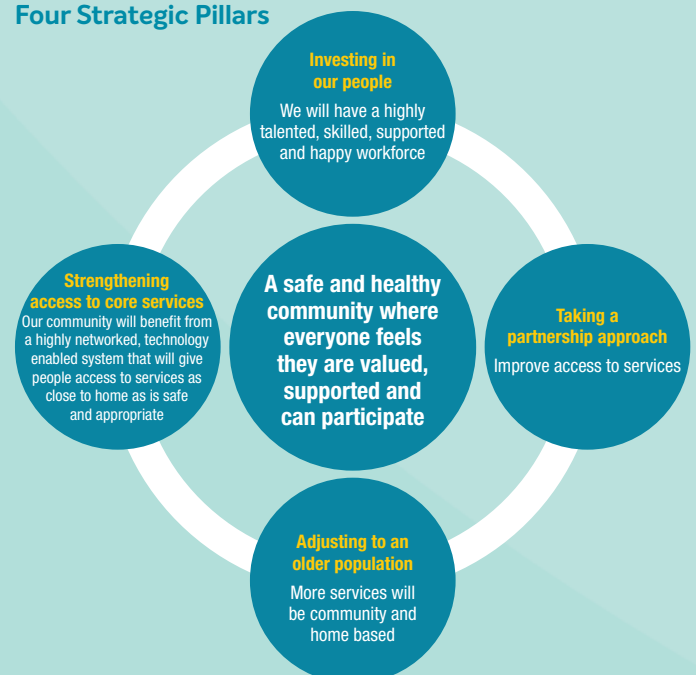 Four Strategic Pillars
Investing in
our people
We will have a highly
talented, skilled, supported
and happy workforce
Strengthening
access to core services
Our community will benefit from
a highly networked, technology
enabled system that will give
people access to services as
close to home as is safe
and appropriate
A safe and healthy
community where
everyone feels
they are valued,
supported and
can participate
Taking a
partnership approach
Improve access to services
Adjusting to an
older population
More services will
be community and
home based